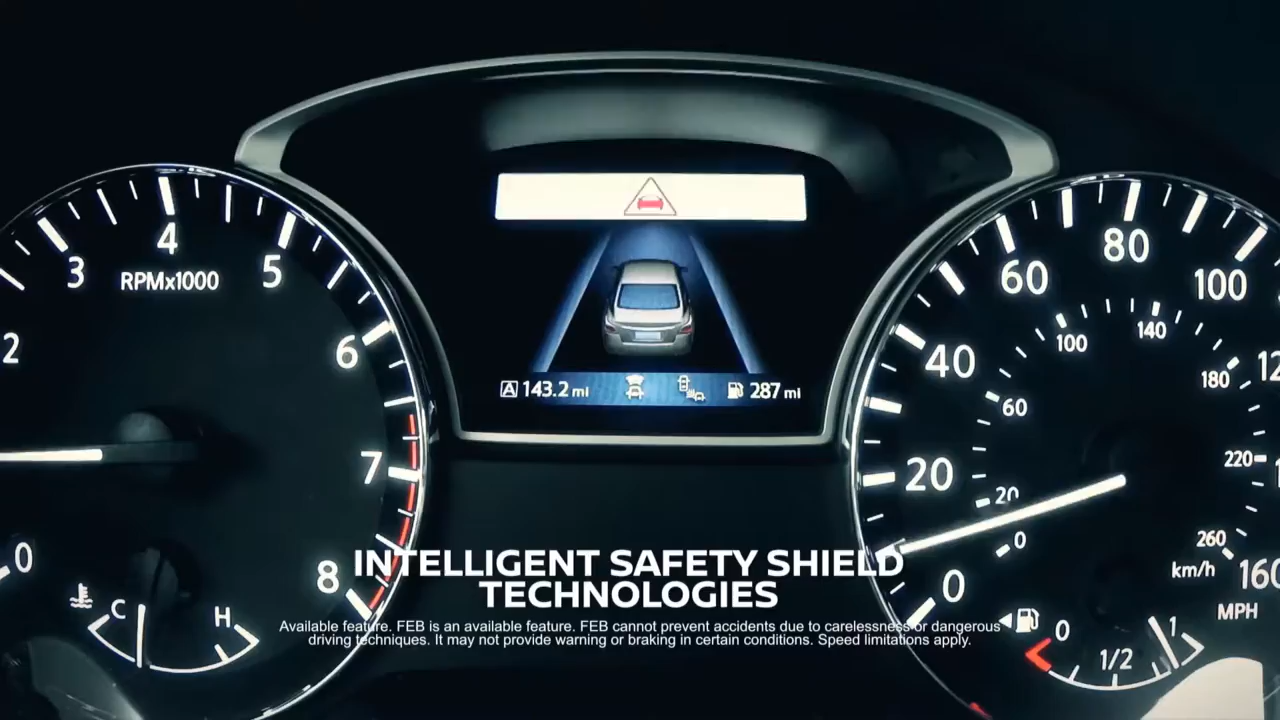 4
80
3
5
60
100
RPMx1000
140
100
2
6
40
180
A 143.2 mi
287 mi
60
7
20
220
20
0
260
0
8
0
km/h
160
INTELLIGENT SAFETY SHIELD
TECHNOLOGIES
C
H
MPH
0
1
1/2
Available feature. FEB is an available feature. FEB cannot prevent accidents due to carelessness or dangerous
driving techniques. It may not provide warning or braking in certain conditions. Speed limitations apply.